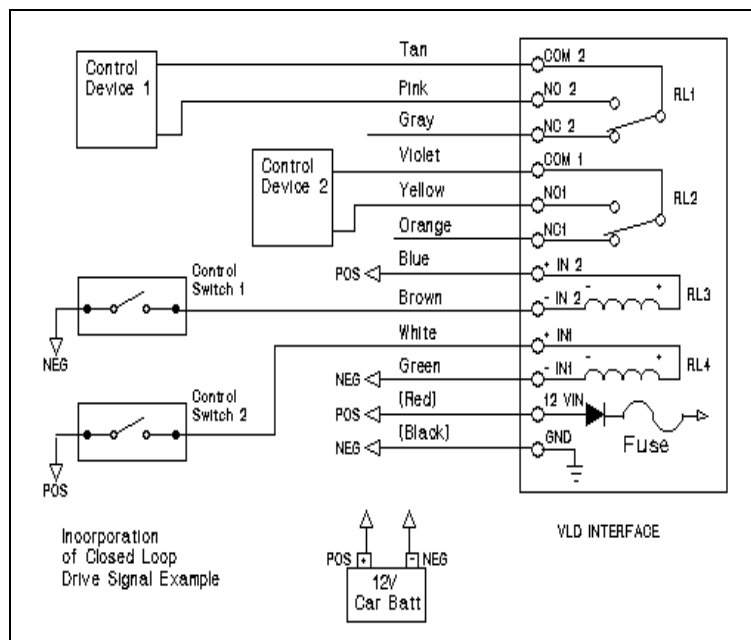 Tan
COM 2
Control
Device 1
Pink
NO 2
RL1
Gray
NC 2
Violet
COM 1
Control
Device 2
Yellow
NO1
RL2
Orange
NC1
Blue
POS
+ IN 2
Control
Switch 1
- +
RL3
Brown
- IN 2
NEG
White
+ IN1
- +
RL4
Green
NEG
- IN1
Control
Switch 2
(Red)
POS
12 VIN
Fuse
(Black)
NEG
GND
POS
Incorporation
of Closed Loop
Drive Signal Example
VLD INTERFACE
POS + - NEG
12V
Car Batt